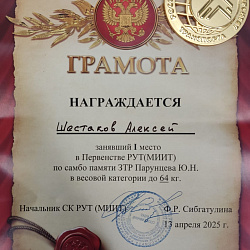 ГРАМОТА
НАГРАЖДАЕТСЯ
Шестаков Алексей
занявший I место
в Первенстве РУТ(МИИТ)
по самбо памяти ЗТР Парунцева Ю.Н.
в весовой категории до 64 кг.
Начальник СК РУТ (МИИТ) Ф.Р. Сибгатулина
13 апреля 2025 г.